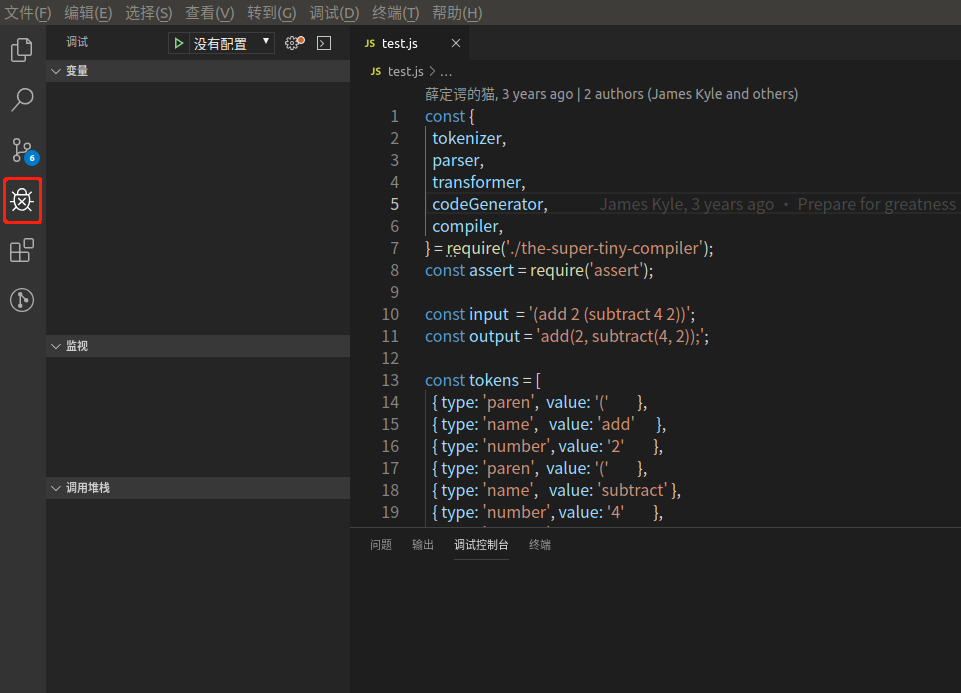 文件(F) 编辑(E) 选择(S) 查看(V) 转到(G) 调试(D) 终端(T) 帮助(H)
调试 没有配置
变量
监视
调用堆栈
6
JS test.js
JS test.js > ...
薛定谔的猫, 3 years ago | 2 authors (James Kyle and others)
1 const {
2 tokenizer,
3 parser,
4 transformer,
5 codeGenerator, James Kyle, 3 years ago • Prepare for greatness
6 compiler,
7 } = require('./the-super-tiny-compiler');
8 const assert = require('assert');
9
10 const input = '(add 2 (subtract 4 2))';
11 const output = 'add(2, subtract(4, 2));';
12
13 const tokens = [
14 { type: 'paren', value: '(' },
15 { type: 'name', value: 'add' },
16 { type: 'number', value: '2' },
17 { type: 'paren', value: '(' },
18 { type: 'name', value: 'subtract' },
19 { type: 'number', value: '4' },
问题 输出 调试控制台 终端